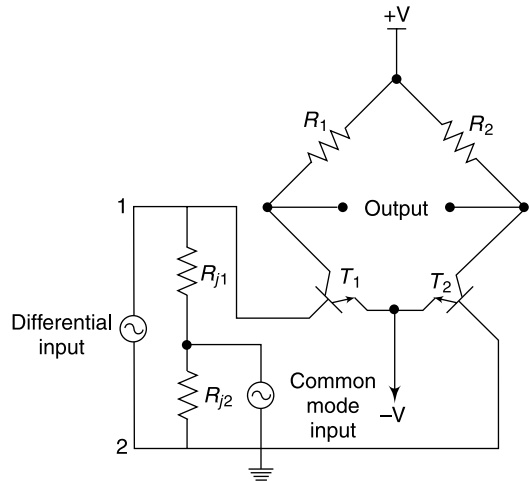 +V
R1
R2
1
Output
Rj1
T1
T2
Differential
input
Rj2
Common
mode
input
–V
2